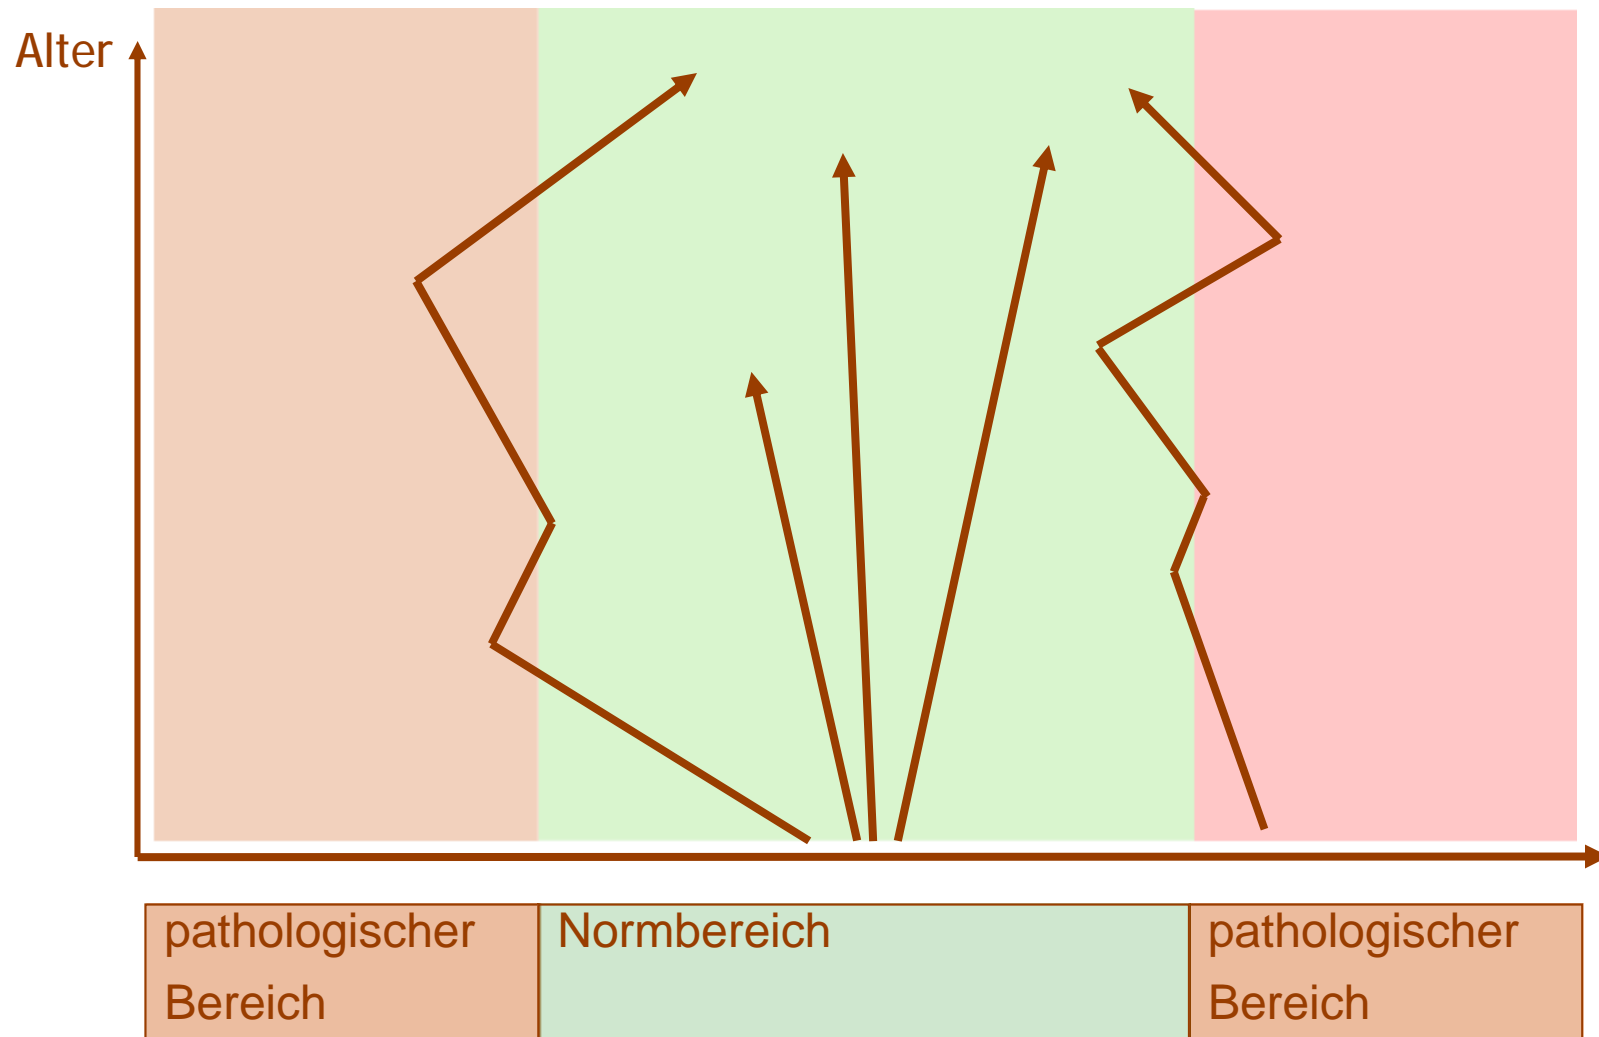 Alter
pathologischer
Bereich
Normbereich
pathologischer
Bereich